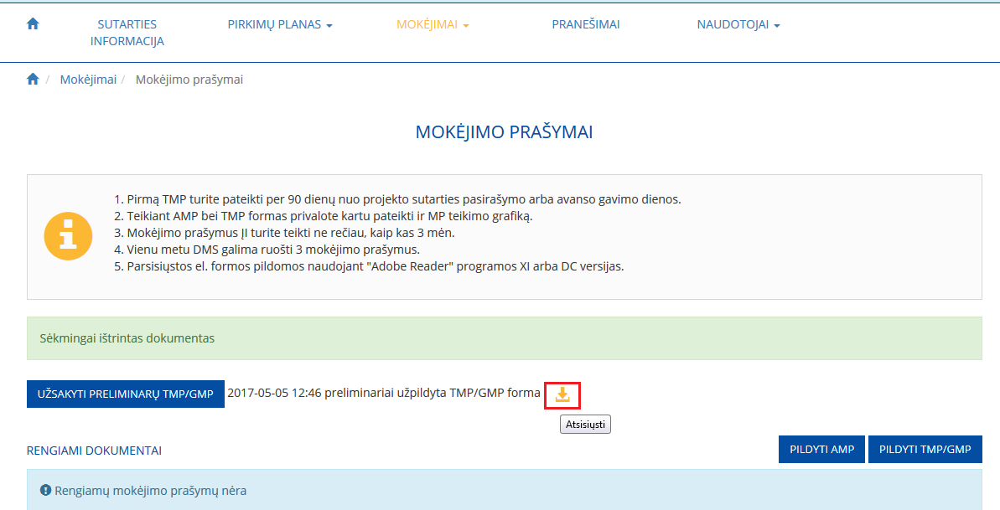 SUTARTIES INFORMACIJA
PIRKIMŲ PLANAS
MOKĖJIMAI
PRANEŠIMAI
NAUDOTOJAI
/ Mokėjimai / Mokėjimo prašymai
MOKĖJIMO PRAŠYMAI
1. Pirmą TMP turite pateikti per 90 dienų nuo projekto sutarties pasirašymo arba avanso gavimo dienos.
2. Teikiant AMP bei TMP formas privalote kartu pateikti ir MP teikimo grafiką.
3. Mokėjimo prašymus ĮI turite teikti ne rečiau, kaip kas 3 mėn.
4. Vienu metu DMS galima ruošti 3 mokėjimo prašymus.
5. Parsisiųstos el. formos pildomos naudojant "Adobe Reader" programos XI arba DC versijas.
Sėkmingai ištrintas dokumentas
UŽSAKYTI PRELIMINARŲ TMP/GMP 2017-05-05 12:46 preliminariai užpildyta TMP/GMP forma
Atsisiųsti
RENGIAMI DOKUMENTAI
PILDYTI AMP
PILDYTI TMP/GMP
Rengiamų mokėjimo prašymų nėra